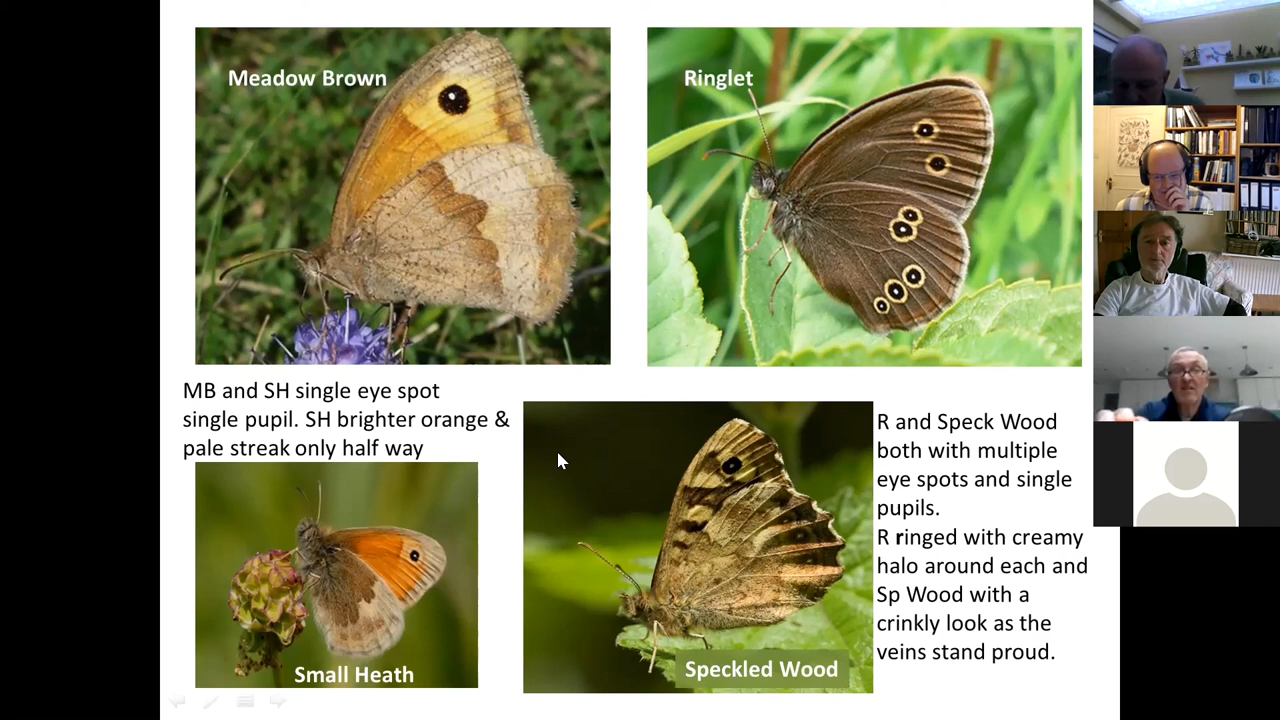 Meadow Brown
Ringlet
MB and SH single eye spot
single pupil. SH brighter orange &
pale streak only half way
R and Speck Wood
both with multiple
eye spots and single
pupils.
R ringed with creamy
halo around each and
Sp Wood with a
crinkly look as the
veins stand proud.
Small Heath
Speckled Wood